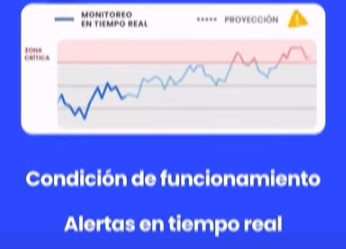 MONITOREO
EN TIEMPO REAL
PROYECCIÓN
ZONA
CRÍTICA
Condición de funcionamiento
Alertas en tiempo real